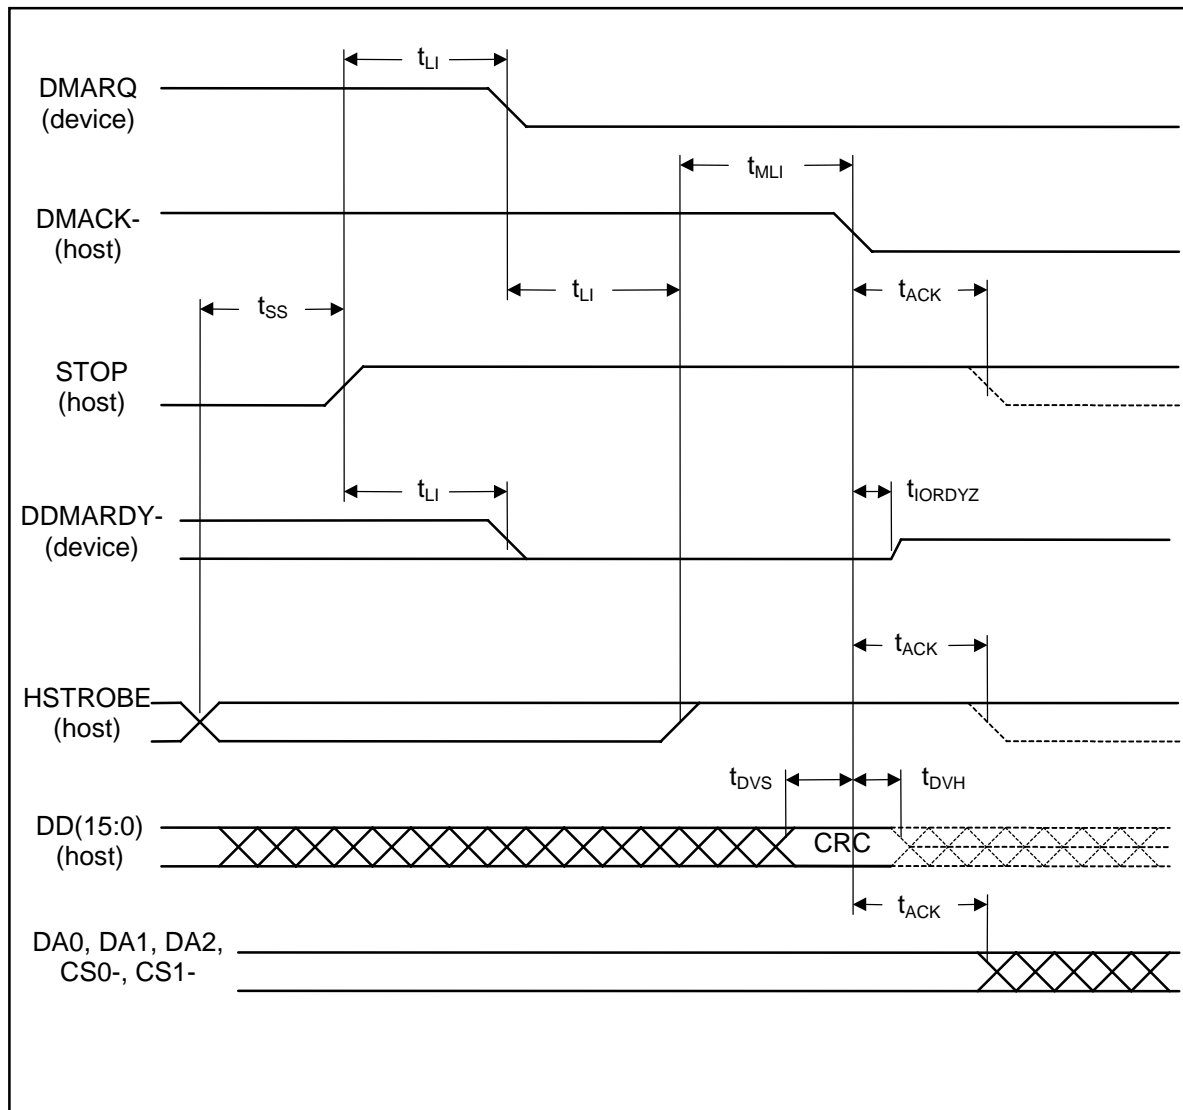 tLI
DMARQ
(device)
tMLI
DMACK-
(host)
tSS
tLI
tACK
STOP
(host)
tLI
tIORDYZ
DDMARDY-
(device)
tACK
HSTROBE
(host)
tDVS
tDVH
DD(15:0)
(host)
CRC
tACK
DA0, DA1, DA2,
CS0-, CS1-